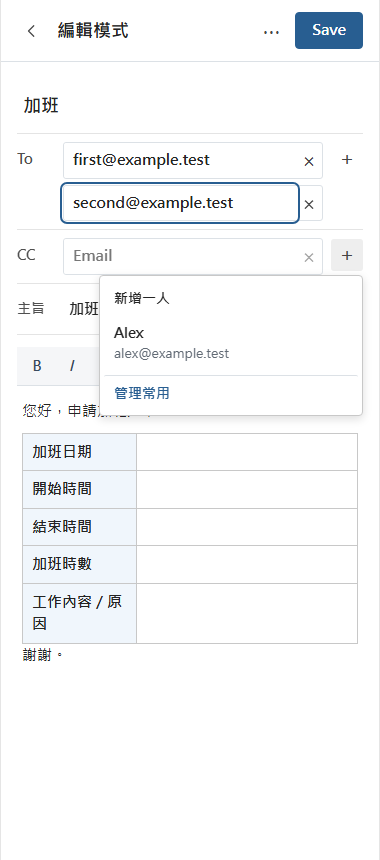 編輯模式
... Save
加班
To first@example.test × +
second@example.test ×
CC Email × +
新增一人
主旨 加班
Alex
alex@example.test
B I
管理常用
您好，申請加
加班日期
開始時間
結束時間
加班時數
工作內容 / 原
因
謝謝。